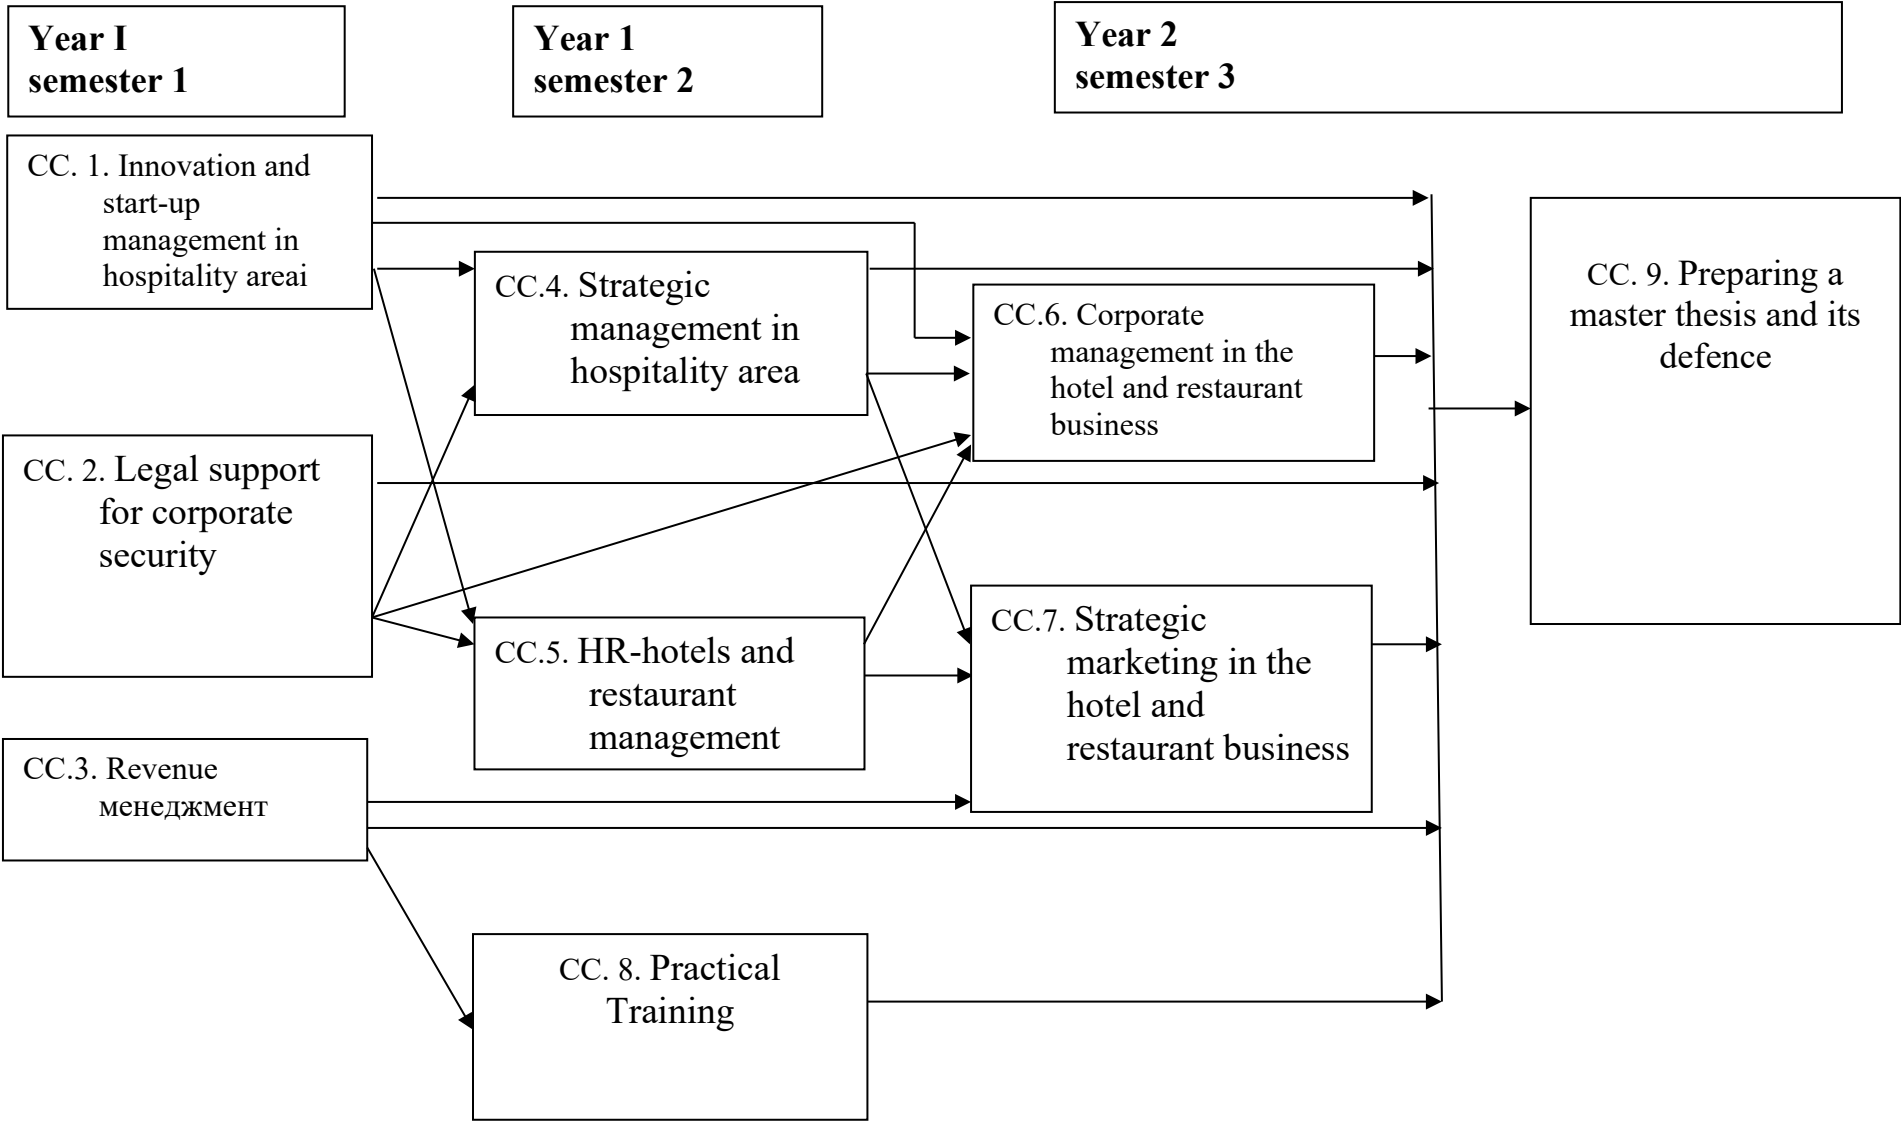 Year I
semester 1
Year 1
semester 2
Year 2
semester 3
CC. 1. Innovation and
start-up
management in
hospitality areai
CC. 2. Legal support
for corporate
security
CC.3. Revenue
менеджмент
CC.4. Strategic
management in
hospitality area
CC.5. HR-hotels and
restaurant
management
CC. 8. Practical
Training
CC.6. Corporate
management in the
hotel and restaurant
business
CC.7. Strategic
marketing in the
hotel and
restaurant business
CC. 9. Preparing a
master thesis and its
defence